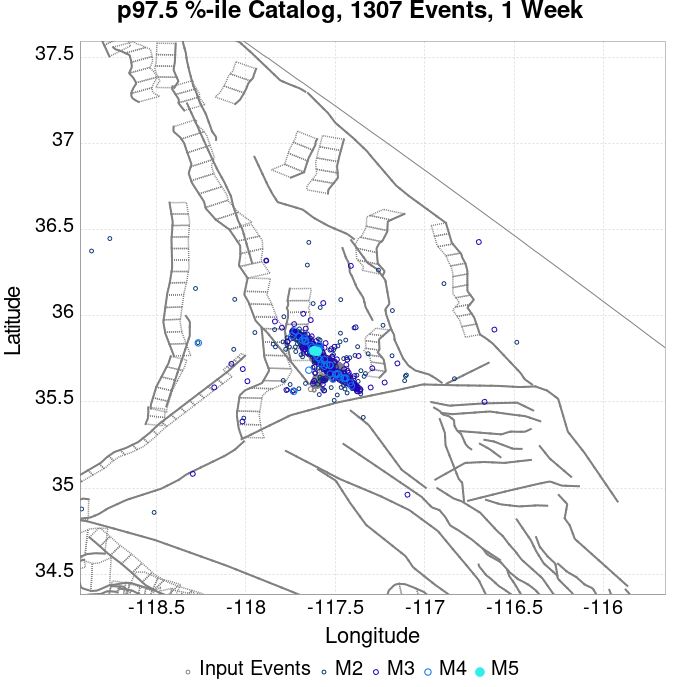 p97.5 %-ile Catalog, 1307 Events, 1 Week
37.5
37
36.5
36
35.5
35
34.5
Latitude
-118.5 -118 -117.5 -117 -116.5 -116
Longitude
Input Events M2 M3 M4 M5